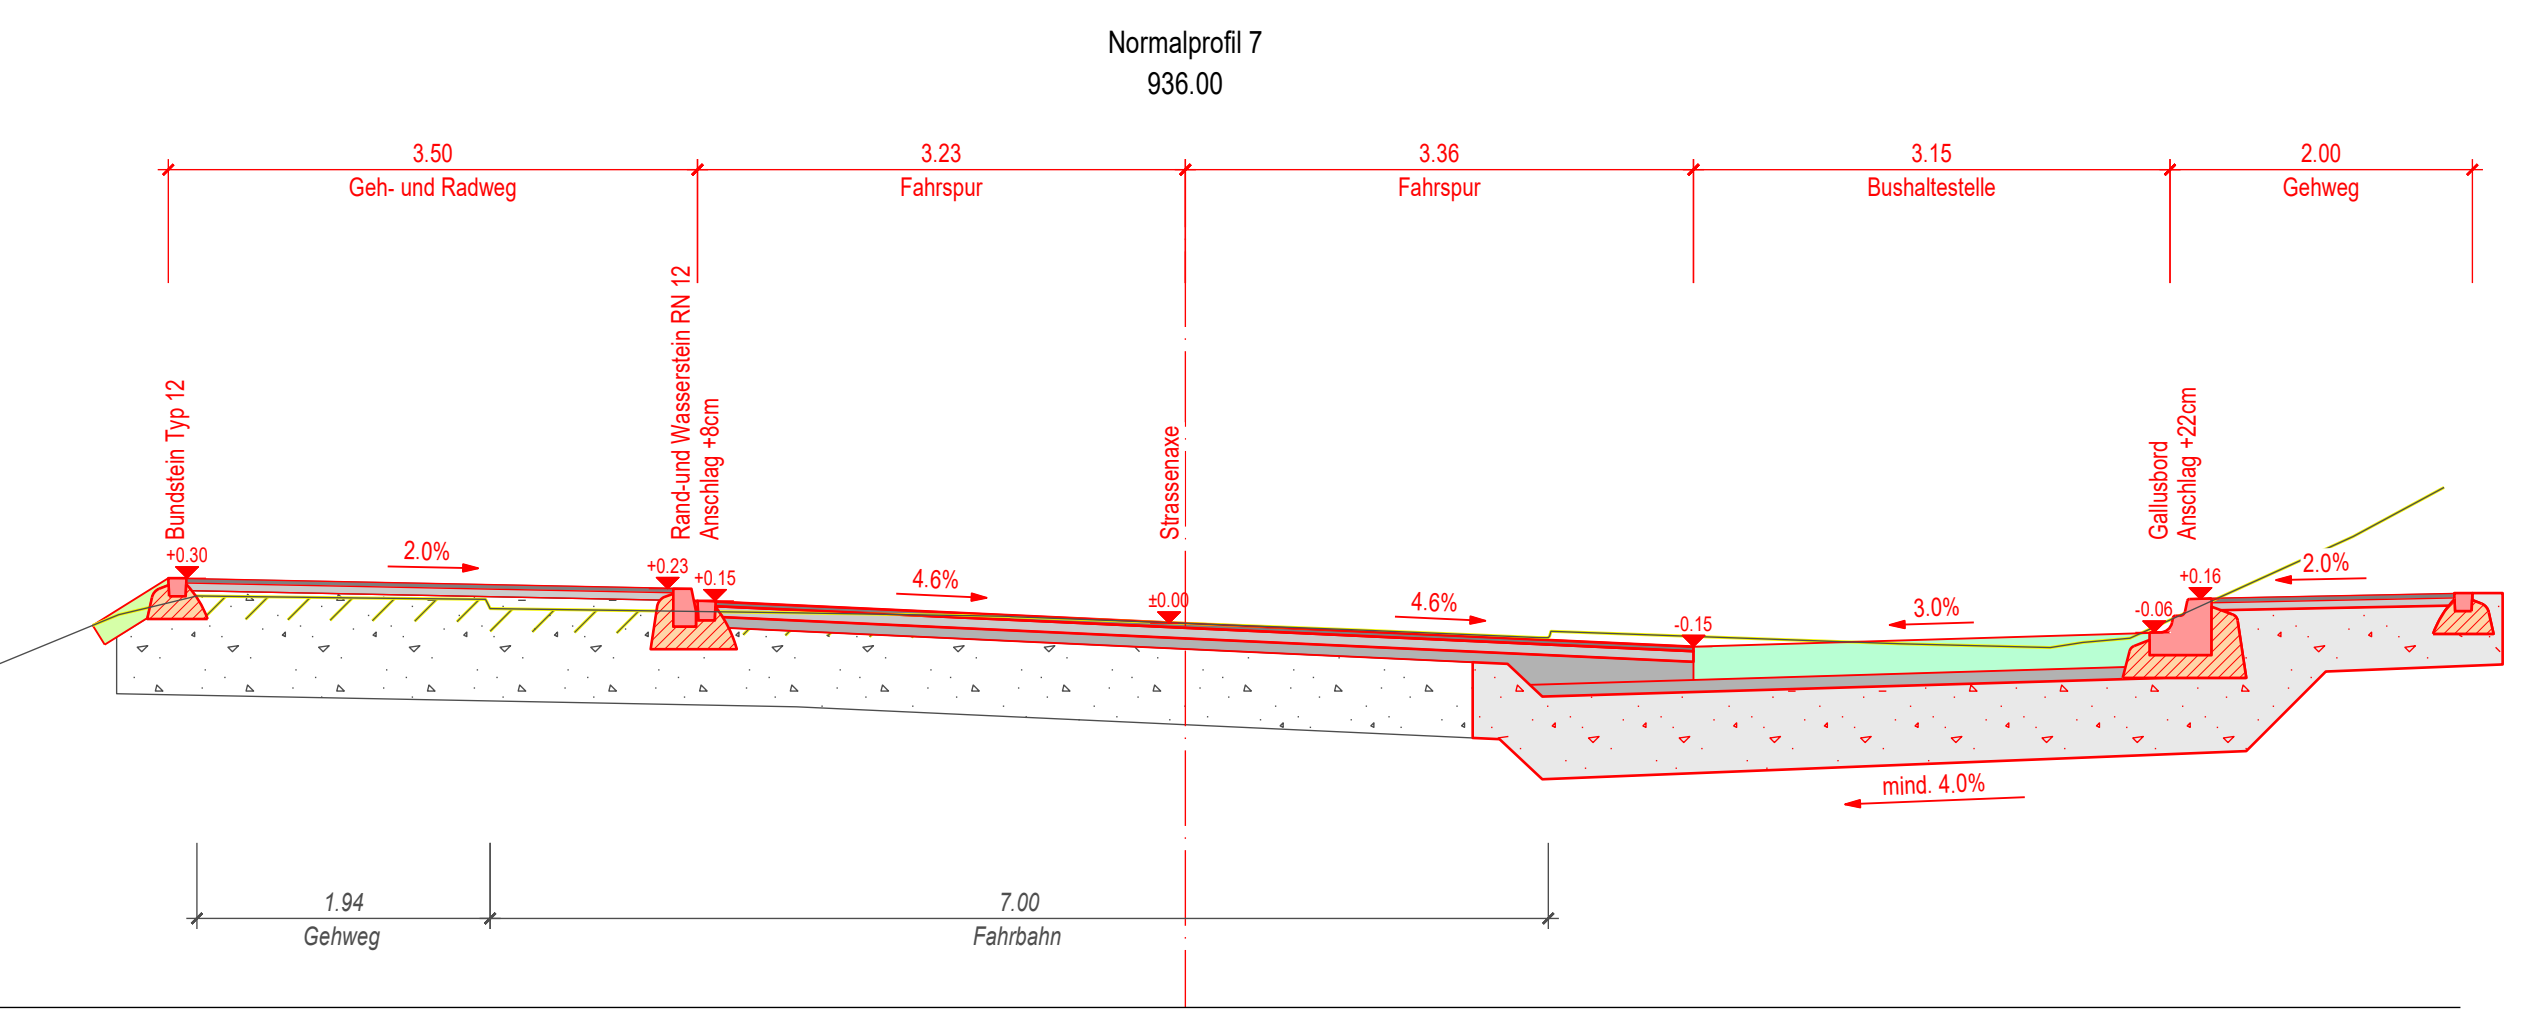 Normalprofil 7
936.00
3.50
3.23
3.36
3.15
2.00
Geh- und Radweg
Fahrspur
Fahrspur
Bushaltestelle
Gehweg
Bundstein Typ 12
Rand-und Wasserstein RN 12
Anschlag +8cm
Strassenaxe
Gallusbord
Anschlag +22cm
+0.30
2.0%
+0.23
+0.15
4.6%
±0.00
4.6%
-0.15
3.0%
-0.06
+0.16
2.0%
mind. 4.0%
1.94
7.00
Gehweg
Fahrbahn